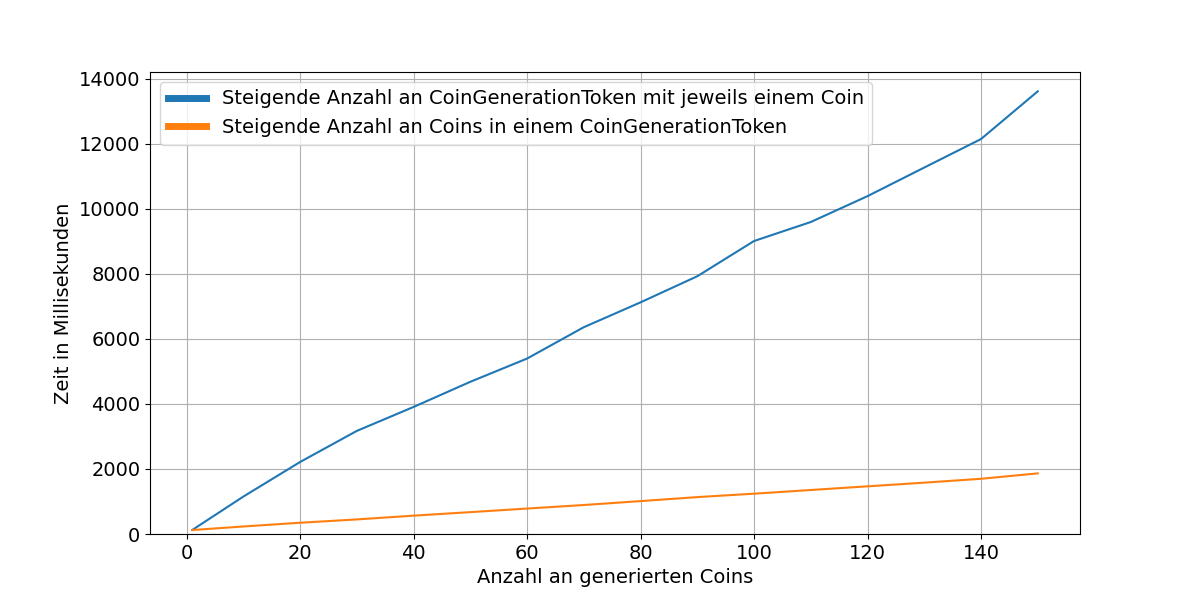 Steigende Anzahl an CoinGenerationToken mit jeweils einem Coin
Steigende Anzahl an Coins in einem CoinGenerationToken
Zeit in Millisekunden
14000
12000
10000
8000
6000
4000
2000
0
0 20 40 60 80 100 120 140
Anzahl an generierten Coins